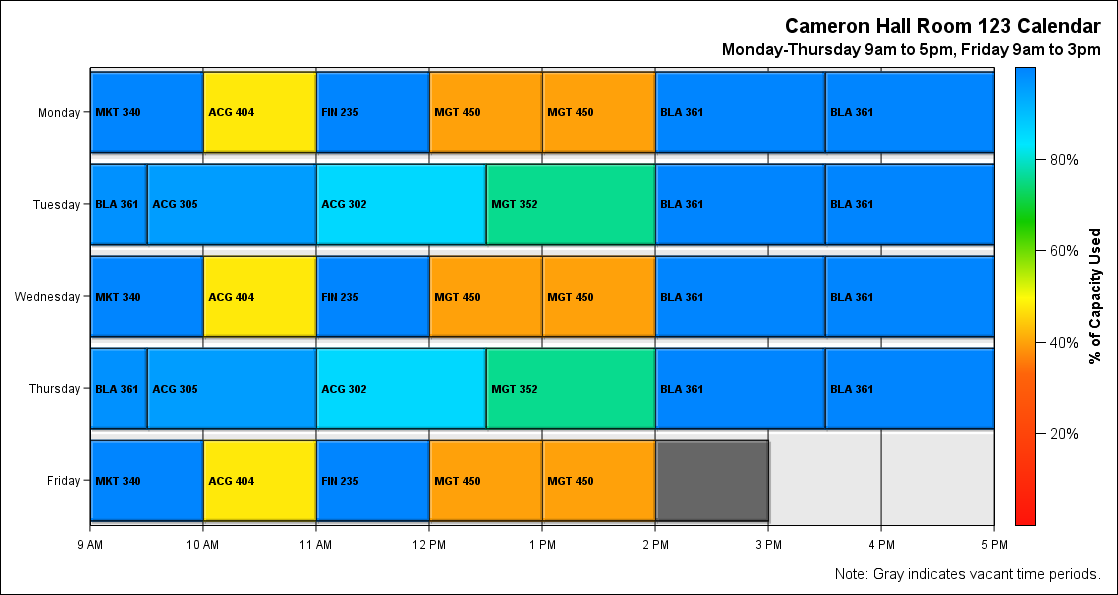 Cameron Hall Room 123 Calendar
Monday-Thursday 9am to 5pm, Friday 9am to 3pm
Monday MKT 340 ACG 404 FIN 235 MGT 450 MGT 450 BLA 361 BLA 361
Tuesday BLA 361 ACG 305 ACG 302 MGT 352 BLA 361 BLA 361
Wednesday MKT 340 ACG 404 FIN 235 MGT 450 MGT 450 BLA 361 BLA 361
Thursday BLA 361 ACG 305 ACG 302 MGT 352 BLA 361 BLA 361
Friday MKT 340 ACG 404 FIN 235 MGT 450 MGT 450
9 AM 10 AM 11 AM 12 PM 1 PM 2 PM 3 PM 4 PM 5 PM
80%
60%
40%
20%
% of Capacity Used
Note: Gray indicates vacant time periods.